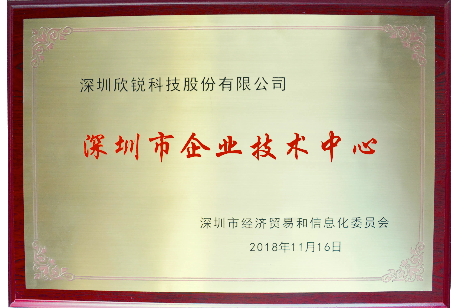 深圳欣锐科技股份有限公司
深圳市企业技术中心
深圳市经济贸易和信息化委员会
2018年11月16日